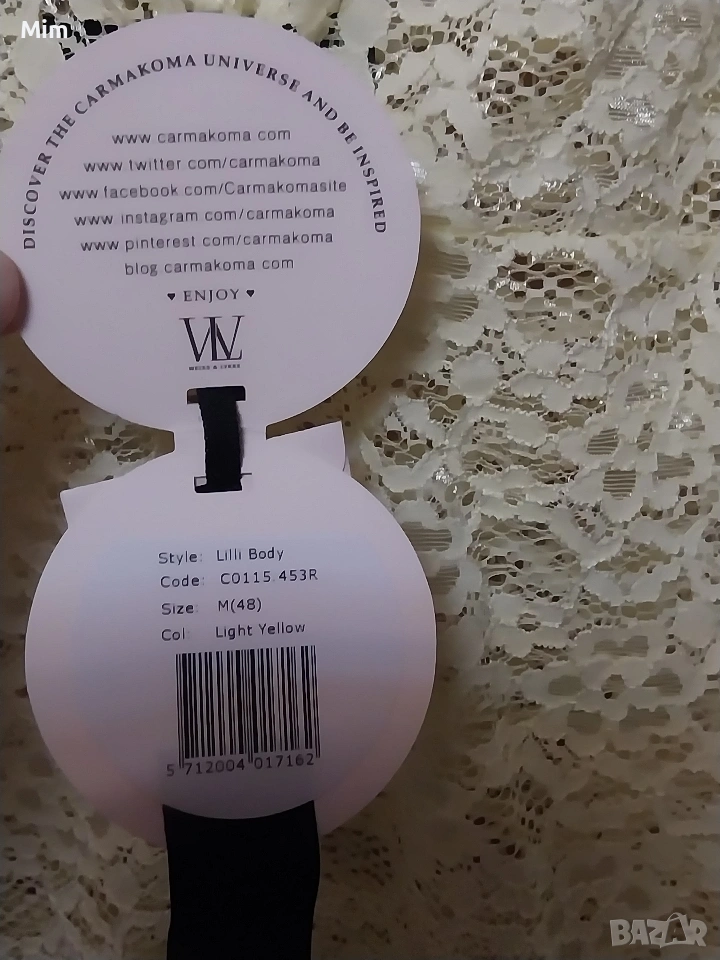 Mim
DISCOVER THE CARMAKOMA UNIVERSE AND BE INSPIRED
www carmakoma com
www twitter com/carmakoma
www facebook com/Carmakomasite
www instagram com/carmakoma
www pinterest com/carmakoma
blog carmakoma com
♥ ENJOY ♥
Style: Lilli Body
Code: C0115 453R
Size: M(48)
Col: Light Yellow
5 712004 017162
BAZAR